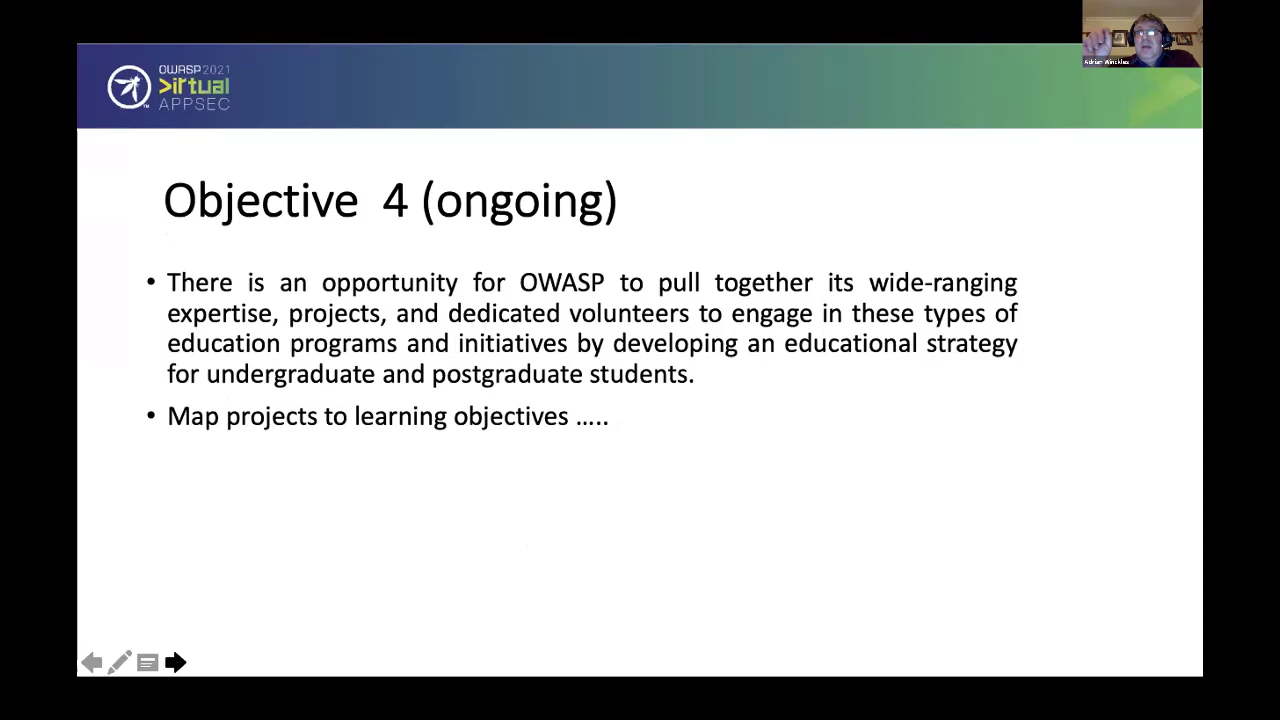 OWASP 2021
>irtual
APPSEC
Adrian Winckles
Objective 4 (ongoing)
• There is an opportunity for OWASP to pull together its wide-ranging
expertise, projects, and dedicated volunteers to engage in these types of
education programs and initiatives by developing an educational strategy
for undergraduate and postgraduate students.
• Map projects to learning objectives …..